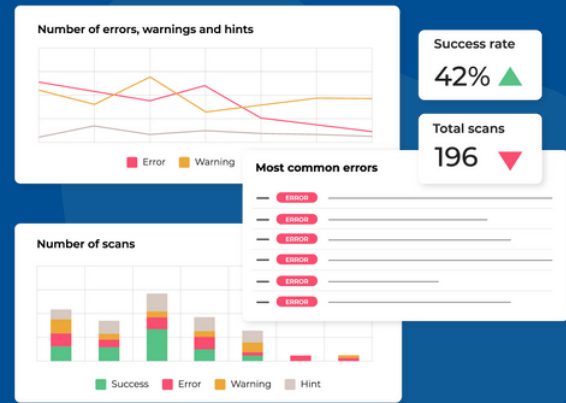 Number of errors, warnings and hints
Error
Warning
Success rate
42%
Total scans
196
Most common errors
ERROR
ERROR
ERROR
ERROR
ERROR
ERROR
Number of scans
Success
Error
Warning
Hint